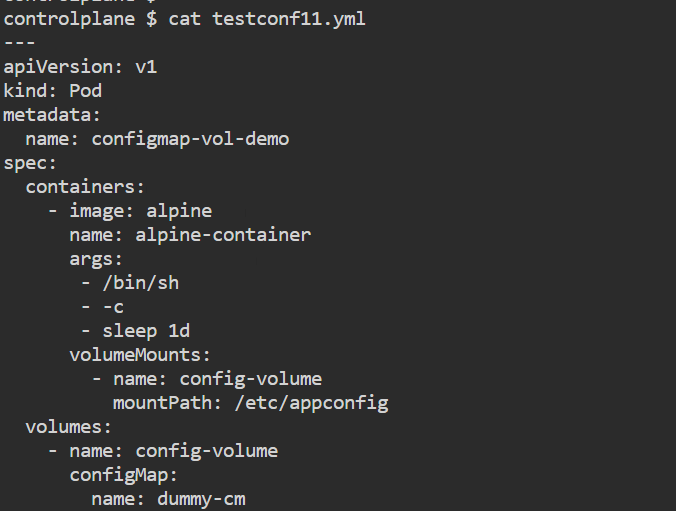 controlplane $ cat testconf11.yml
---
apiVersion: v1
kind: Pod
metadata:
  name: configmap-vol-demo
spec:
  containers:
    - image: alpine
      name: alpine-container
      args:
       - /bin/sh
       - -c
       - sleep 1d
      volumeMounts:
        - name: config-volume
          mountPath: /etc/appconfig
  volumes:
    - name: config-volume
      configMap:
        name: dummy-cm